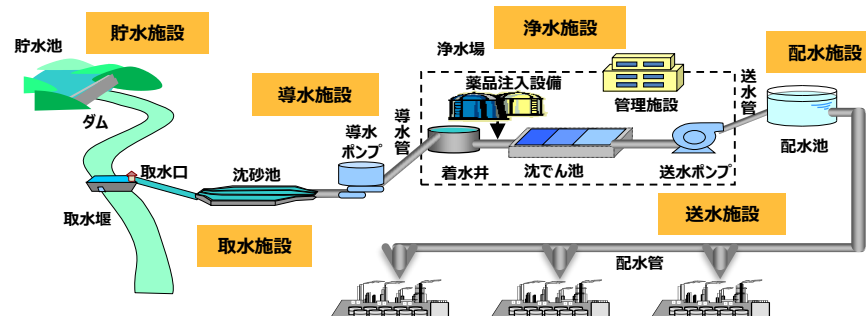 貯水池
貯水施設
ダム
取水口
取水堰
沈砂池
取水施設
導水施設
導水
ポンプ
導水管
浄水場
浄水施設
薬品注入設備
管理施設
着水井
沈でん池
送水ポンプ
送水管
配水施設
配水池
送水施設
配水管